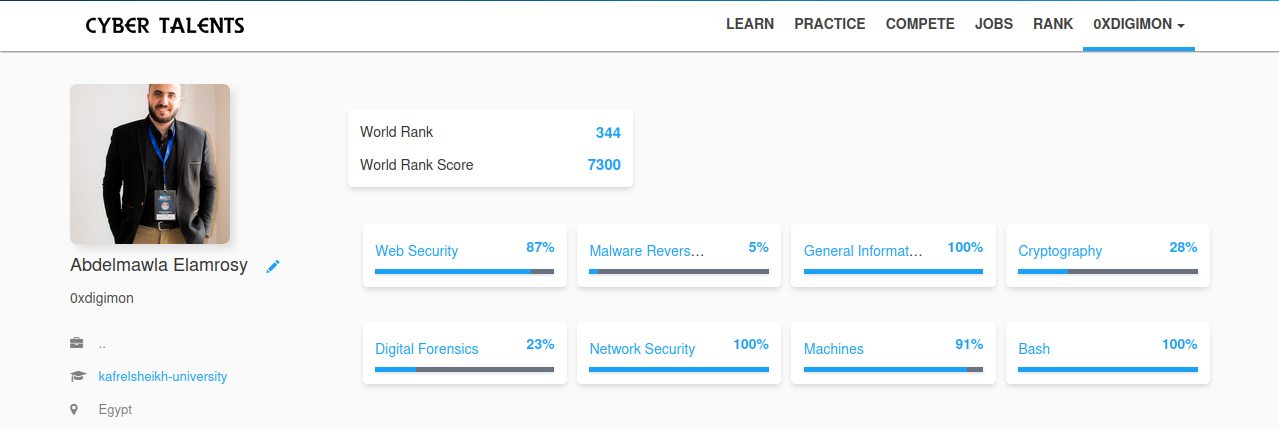 CYBER TALENTS
LEARN PRACTICE COMPETE JOBS RANK 0XDIGIMON
World Rank 344
World Rank Score 7300
Abdelmawla Elamrosy
0xdigimon
..
kafrelsheikh-university
Egypt
Web Security 87%
Malware Revers... 5%
General Informat... 100%
Cryptography 28%
Digital Forensics 23%
Network Security 100%
Machines 91%
Bash 100%